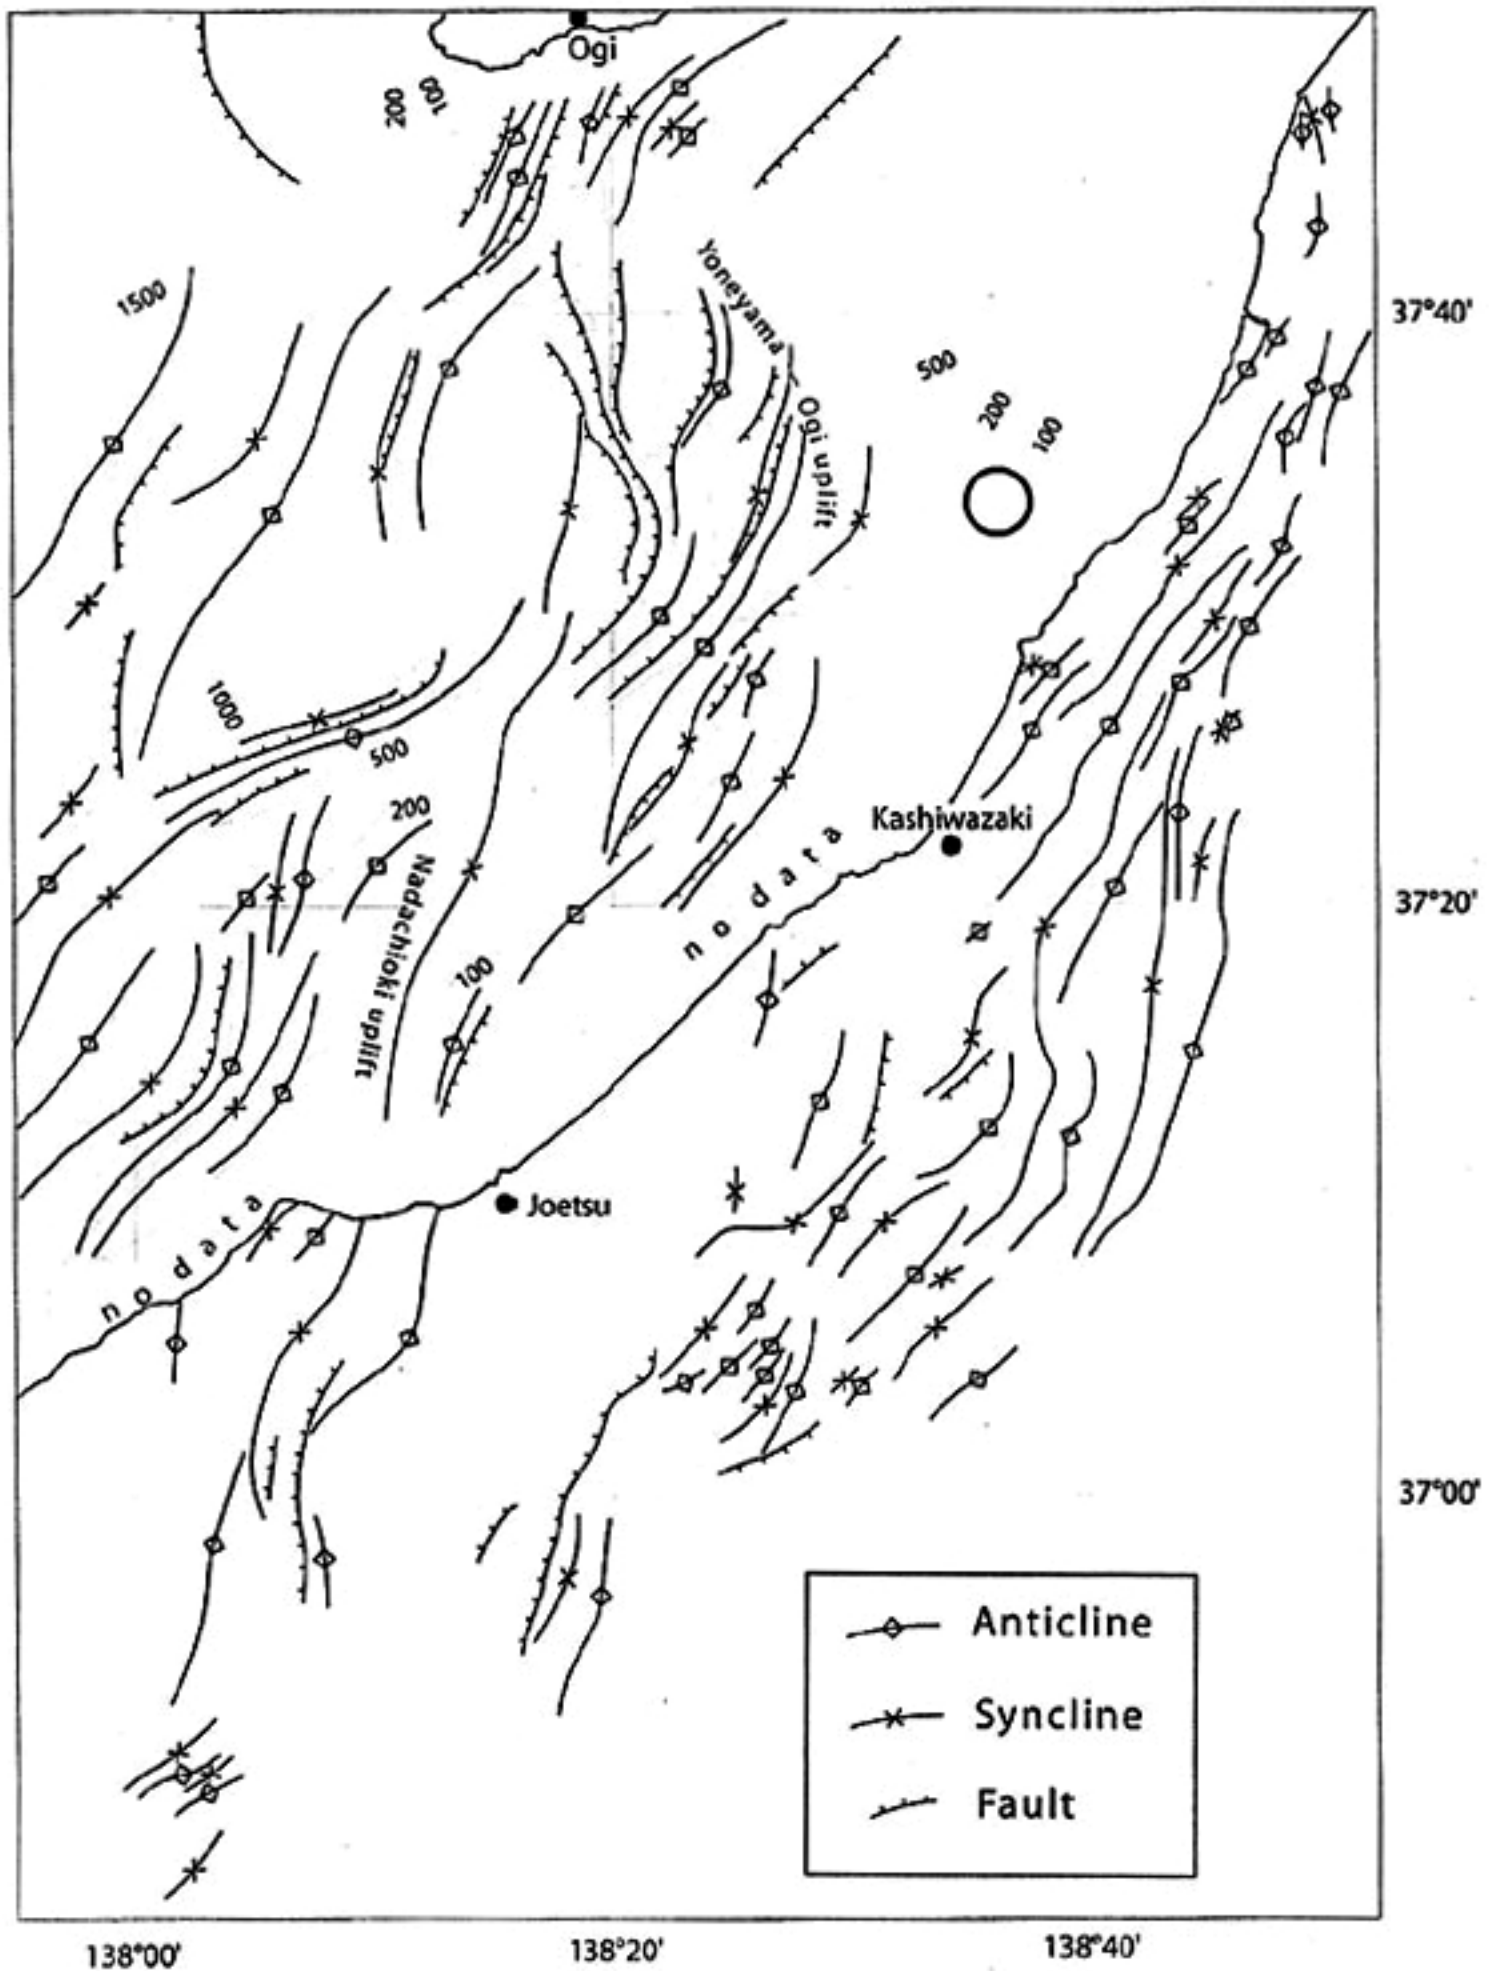 Ogi
200
100
1500
Yoneyama - Ogi uplift
37°40'
500
200
100
1000
500
200
Kashiwazaki
no data
37°20'
Nadachioki uplift
100
Joetsu
no data
37°00'
Anticline
Syncline
Fault
138°00'
138°20'
138°40'